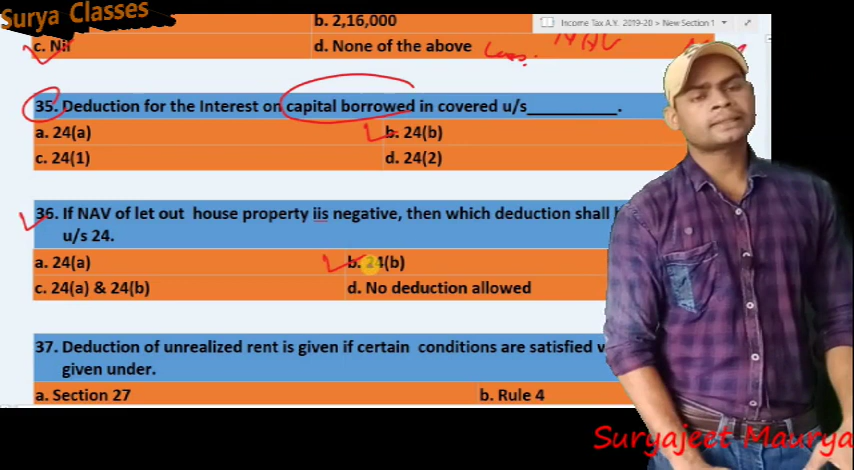 Surya Classes
b. 2,16,000
Income Tax A.Y. 2019-20 > New Section 1
c. Nil
d. None of the above
Less.
NAV
35. Deduction for the Interest on capital borrowed in covered u/s__________.
a. 24(a)
b. 24(b)
c. 24(1)
d. 24(2)
36. If NAV of let out house property iis negative, then which deduction shall
u/s 24.
a. 24(a)
b. 24(b)
c. 24(a) & 24(b)
d. No deduction allowed
37. Deduction of unrealized rent is given if certain conditions are satisfied
given under.
a. Section 27
b. Rule 4
Suryajeet Maurya